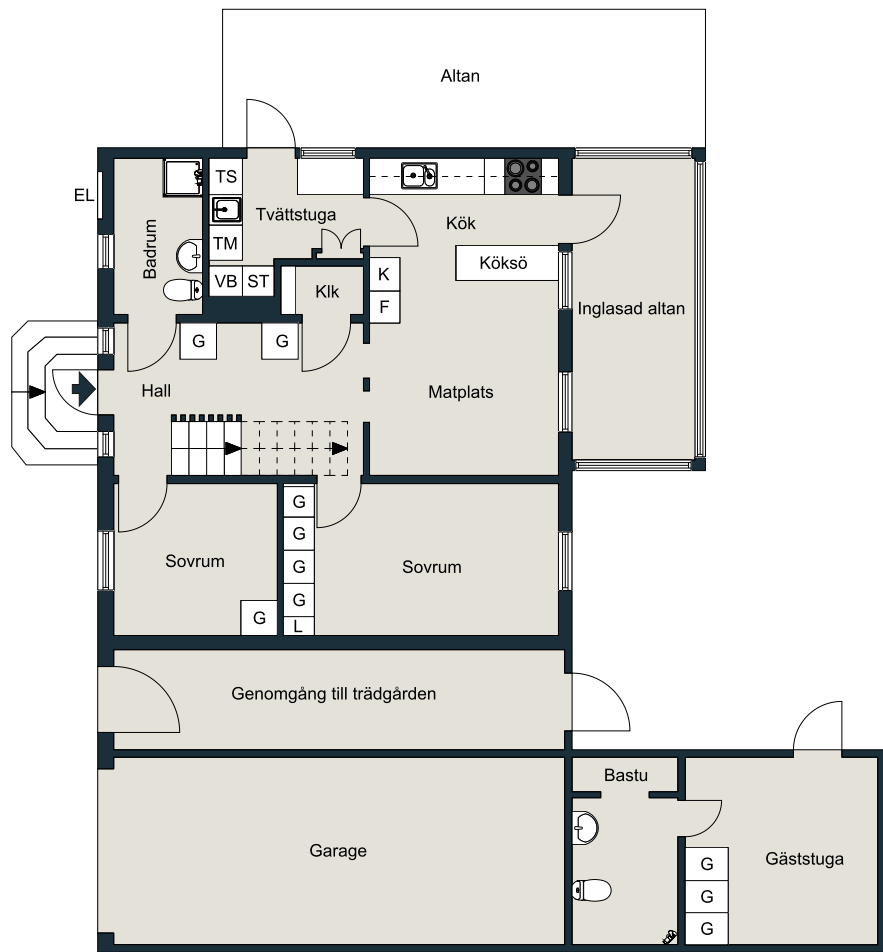 Altan
EL
Badrum
TS
Tvättstuga
TM
VB
ST
Klk
Kök
Köksö
K
F
Inglasad altan
G
G
Hall
Matplats
Sovrum
G
G
G
G
G
L
Sovrum
Genomgång till trädgården
Garage
Bastu
Gäststuga
G
G
G